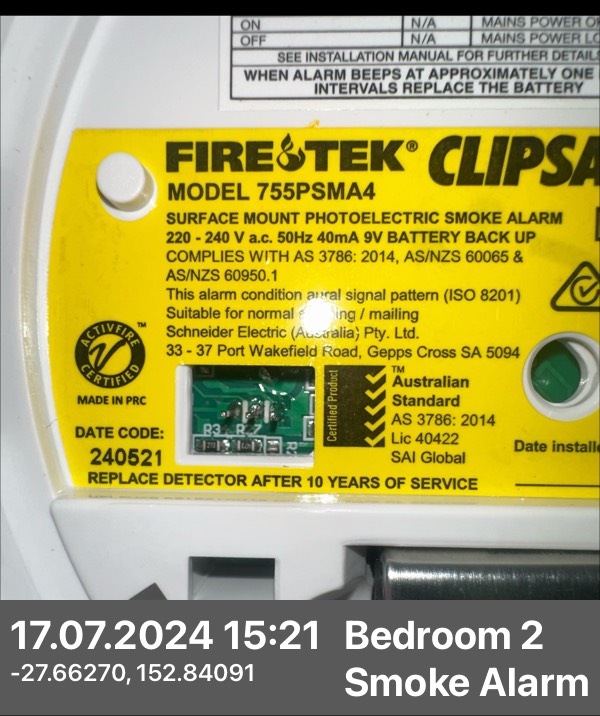 ON N/A MAINS POWER
OFF N/A MAINS POWER
SEE INSTALLATION MANUAL FOR FURTHER
WHEN ALARM BEEPS AT APPROXIMATELY ONE
INTERVALS REPLACE THE BATTERY
FIRETEK® CLIPSA
MODEL 755PSMA4
SURFACE MOUNT PHOTOELECTRIC SMOKE ALARM
220 - 240 V a.c. 50Hz 40mA 9V BATTERY BACK UP
COMPLIES WITH AS 3786: 2014, AS/NZS 60065 &
AS/NZS 60950.1
This alarm condition aural signal pattern (ISO 8201)
Suitable for normal / mailing
Schneider Electric (Australia) Pty. Ltd.
33 - 37 Port Wakefield Road, Gepps Cross SA 5094
ACTIVFIRE™
CERTIFIED
MADE IN PRC
R3
Certified Product
™
Australian
Standard
AS 3786: 2014
Lic 40422
SAI Global
DATE CODE:
240521
Date installe
REPLACE DETECTOR AFTER 10 YEARS OF SERVICE
17.07.2024 15:21
-27.66270, 152.84091
Bedroom 2
Smoke Alarm